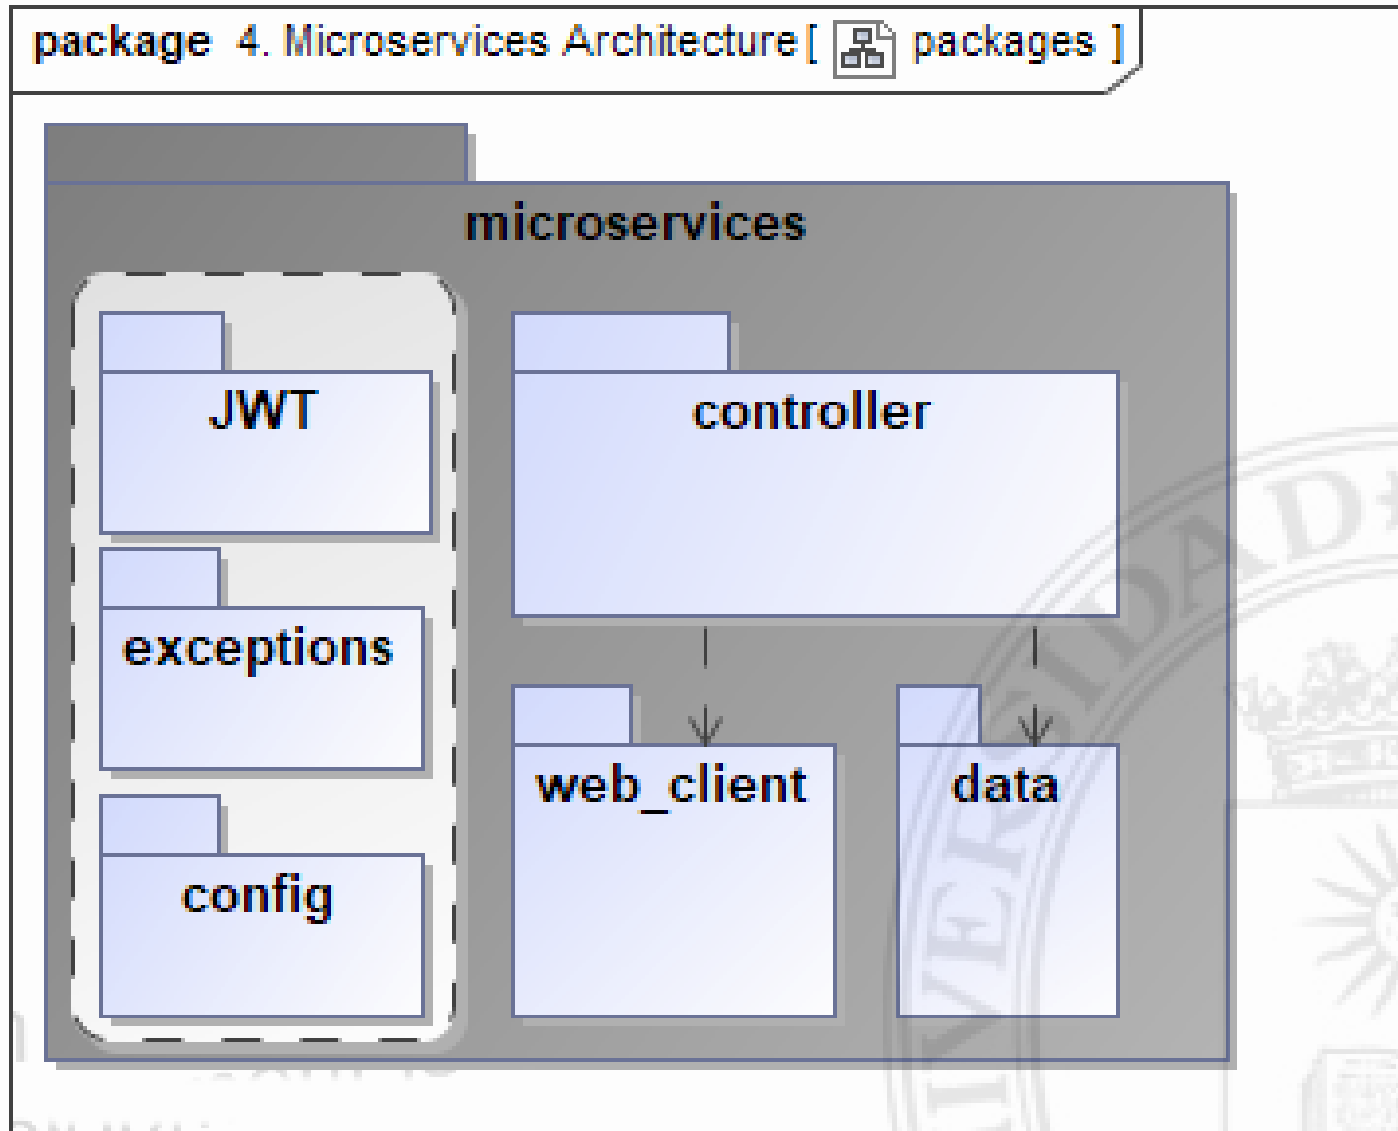 package 4. Microservices Architecture [ packages ]
microservices
JWT
controller
exceptions
web_client
data
config